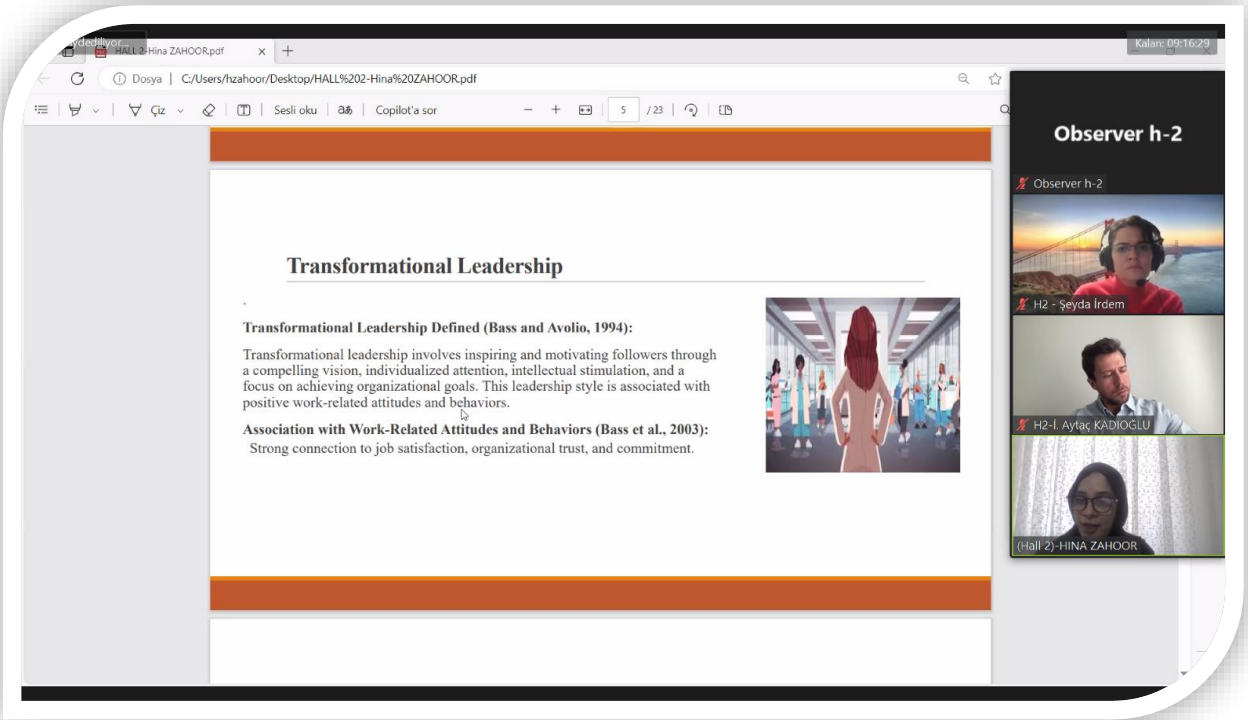 ydediliyor...
HALL 2-Hina ZAHOOR.pdf
Kalan: 09:16:29
Dosya
C:/Users/hzahoor/Desktop/HALL%202-Hina%20ZAHOOR.pdf
Çiz
Sesli oku
aあ
Copilot'a sor
5
/ 23
Transformational Leadership
.
Transformational Leadership Defined (Bass and Avolio, 1994):
Transformational leadership involves inspiring and motivating followers through
a compelling vision, individualized attention, intellectual stimulation, and a
focus on achieving organizational goals. This leadership style is associated with
positive work-related attitudes and behaviors.
Association with Work-Related Attitudes and Behaviors (Bass et al., 2003):
Strong connection to job satisfaction, organizational trust, and commitment.
Observer h-2
Observer h-2
H2 - Şeyda İrdem
H2-İ. Aytaç KADIOĞLU
(Hall 2)-HINA ZAHOOR